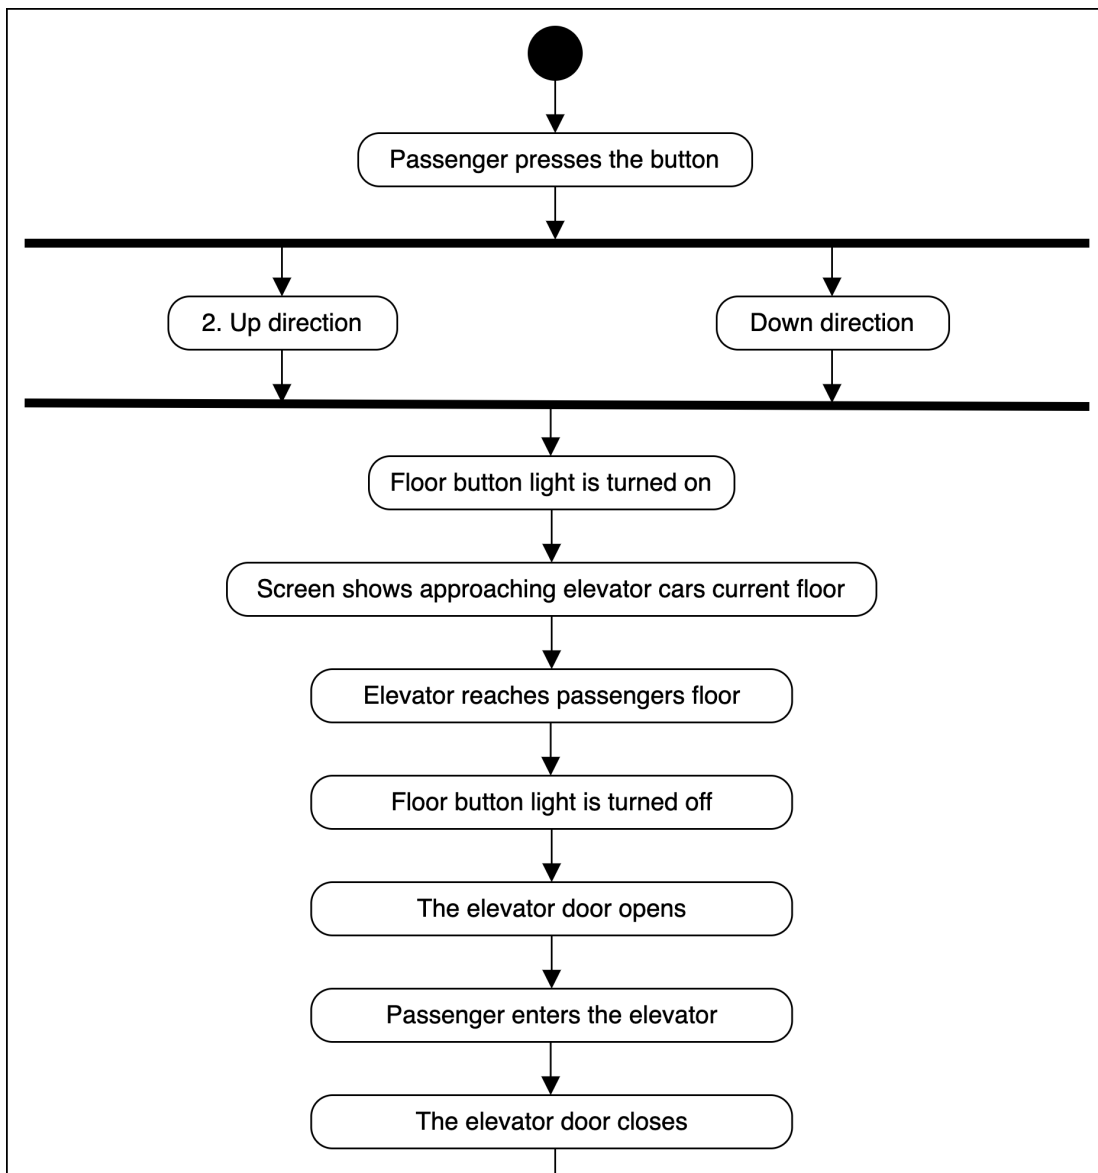 Passenger presses the button
2. Up direction
Down direction
Floor button light is turned on
Screen shows approaching elevator cars current floor
Elevator reaches passengers floor
Floor button light is turned off
The elevator door opens
Passenger enters the elevator
The elevator door closes